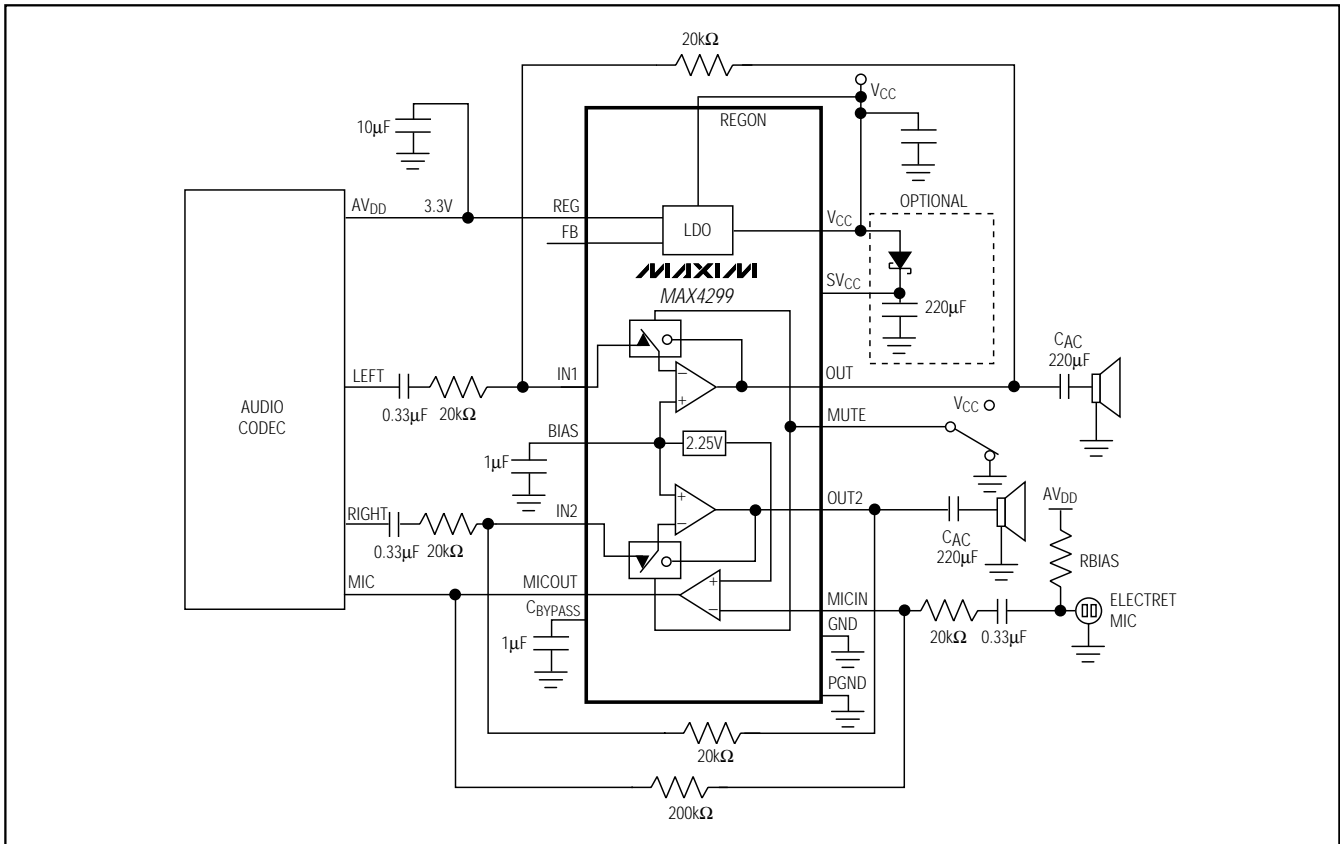 20kΩ
VCC
REGON
10µF
OPTIONAL
AVDD
3.3V
REG
LDO
VCC
FB
MAXIM
MAX4299
SVCC
220µF
CAC
220µF
LEFT
IN1
OUT
0.33µF
20kΩ
AUDIO
CODEC
VCC
MUTE
BIAS
2.25V
1µF
OUT2
AVDD
RIGHT
IN2
0.33µF
20kΩ
CAC
220µF
RBIAS
MIC
MICOUT
MICIN
ELECTRET
MIC
CBYPASS
20kΩ
0.33µF
GND
1µF
PGND
20kΩ
200kΩ